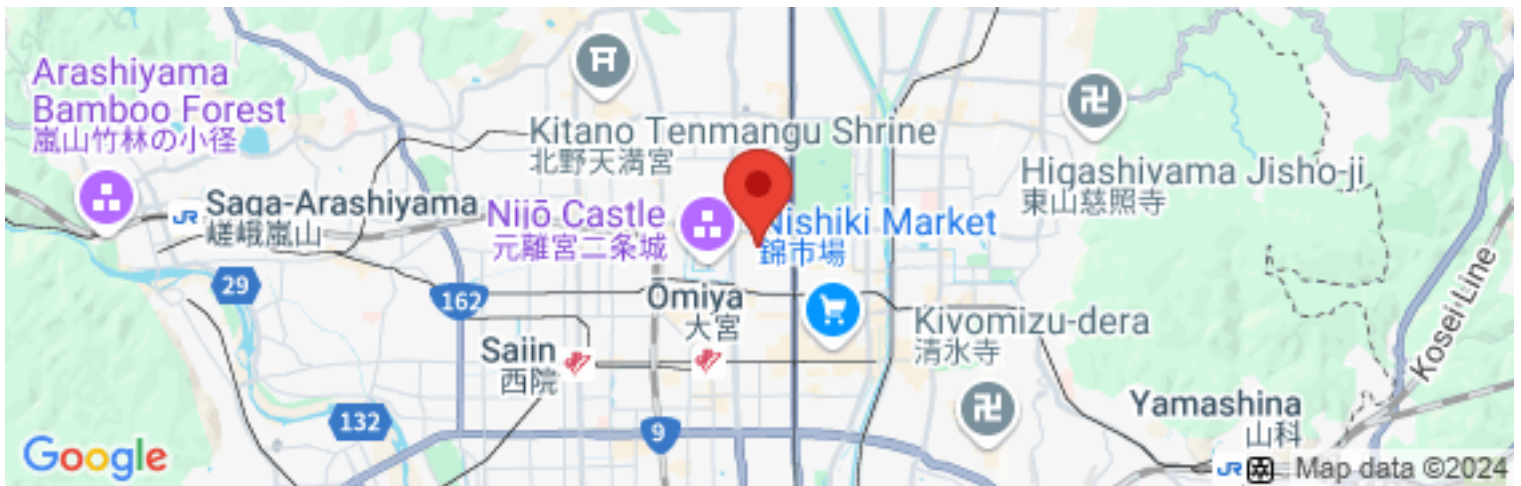 Arashiyama
Bamboo Forest
嵐山竹林の小径
Kitano Tenmangu Shrine
北野天満宮
Higashiyama Jisho-ji
東山慈照寺
JR
Saga-Arashiyama
嵯峨嵐山
Nijō Castle
元離宮二条城
Nishiki Market
錦市場
29
162
Ōmiya
大宮
Kiyomizu-dera
清水寺
Saiin
西院
Kosei Line
132
9
Yamashina
山科
Google
JR
Map data ©2024